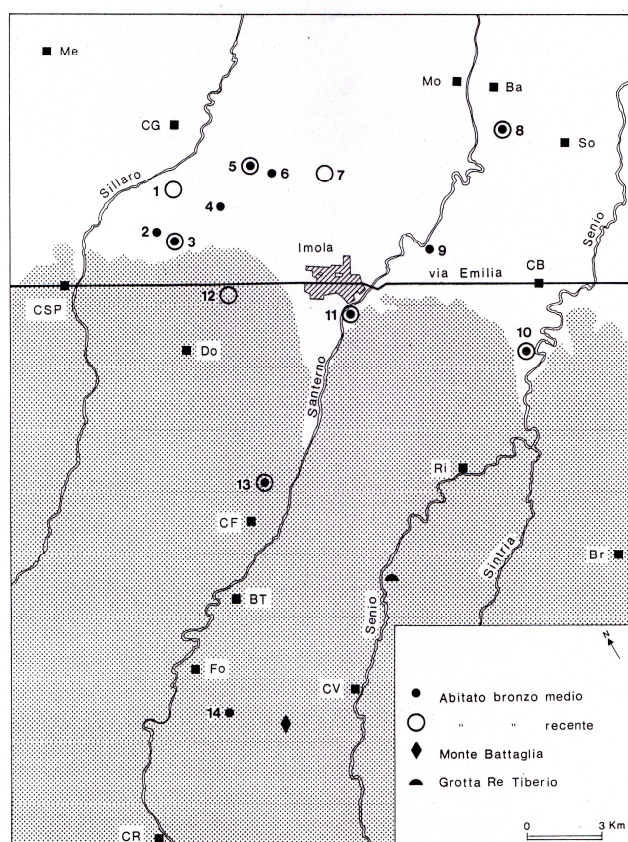 Me
Mo
Ba
CG
8
So
5
6
7
1
Sillaro
4
Senio
2
3
Imola
9
via Emilia
CB
CSP
12
11
Do
10
Santerno
Ri
13
CF
Sintria
Br
BT
Senio
N
Fo
CV
Abitato bronzo medio
14
" " recente
Monte Battaglia
Grotta Re Tiberio
CR
0 3 Km